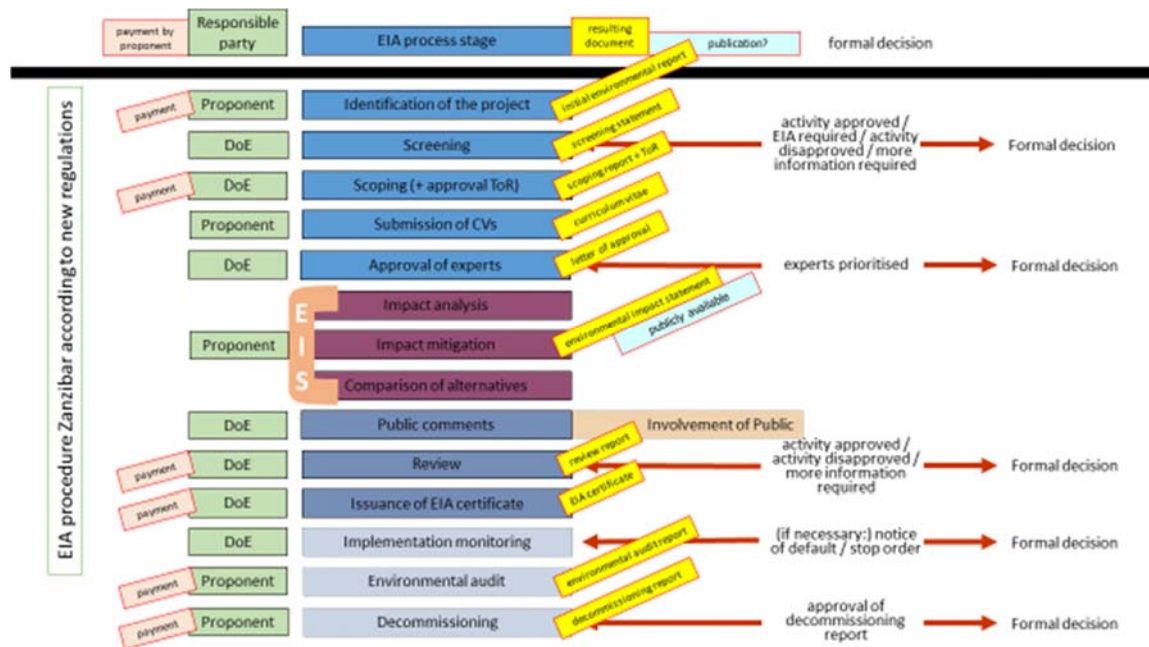 payment by
proponent
Responsible
party
EIA process stage
resulting
document
publication?
formal decision
EIA procedure Zanzibar according to new regulations
payment
Proponent
Identification of the project
initial environmental report
DoE
Screening
screening statement
activity approved /
EIA required / activity
disapproved / more
information required
Formal decision
payment
DoE
Scoping (+ approval ToR)
scoping report + ToR
Proponent
Submission of CVs
curriculum vitae
DoE
Approval of experts
letter of approval
experts prioritised
Formal decision
EIS
Proponent
Impact analysis
Impact mitigation
Comparison of alternatives
environmental impact statement
publicly available
DoE
Public comments
Involvement of Public
payment
DoE
Review
review report
activity approved /
activity disapproved /
more information
required
Formal decision
payment
DoE
Issuance of EIA certificate
EIA certificate
DoE
Implementation monitoring
(if necessary:) notice
of default / stop order
Formal decision
payment
Proponent
Environmental audit
environmental audit report
payment
Proponent
Decommissioning
decommissioning report
approval of
decommissioning
report
Formal decision